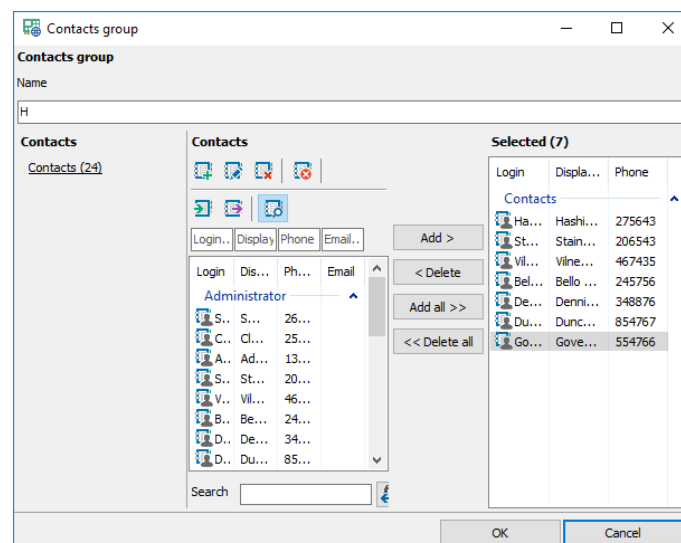 Contacts group
Contacts group
Name
H
Contacts
Contacts (24)
Contacts
Login.. Display Phone Email..
Login Dis... Ph... Email
Administrator
S.. S... 26...
C.. Cl... 25...
A.. Ad... 13...
S.. St... 20...
V.. Vil... 46...
B.. Be... 24...
D.. De... 34...
D.. Du... 85...
Search
Add >
< Delete
Add all >>
<< Delete all
Selected (7)
Login Displa... Phone
Contacts
Ha... Hashi... 275643
St... Stain... 206543
Vil... Vilne... 467435
Bel... Bello ... 245756
De... Denni... 348876
Du... Dunc... 854767
Go... Gove... 554766
OK Cancel